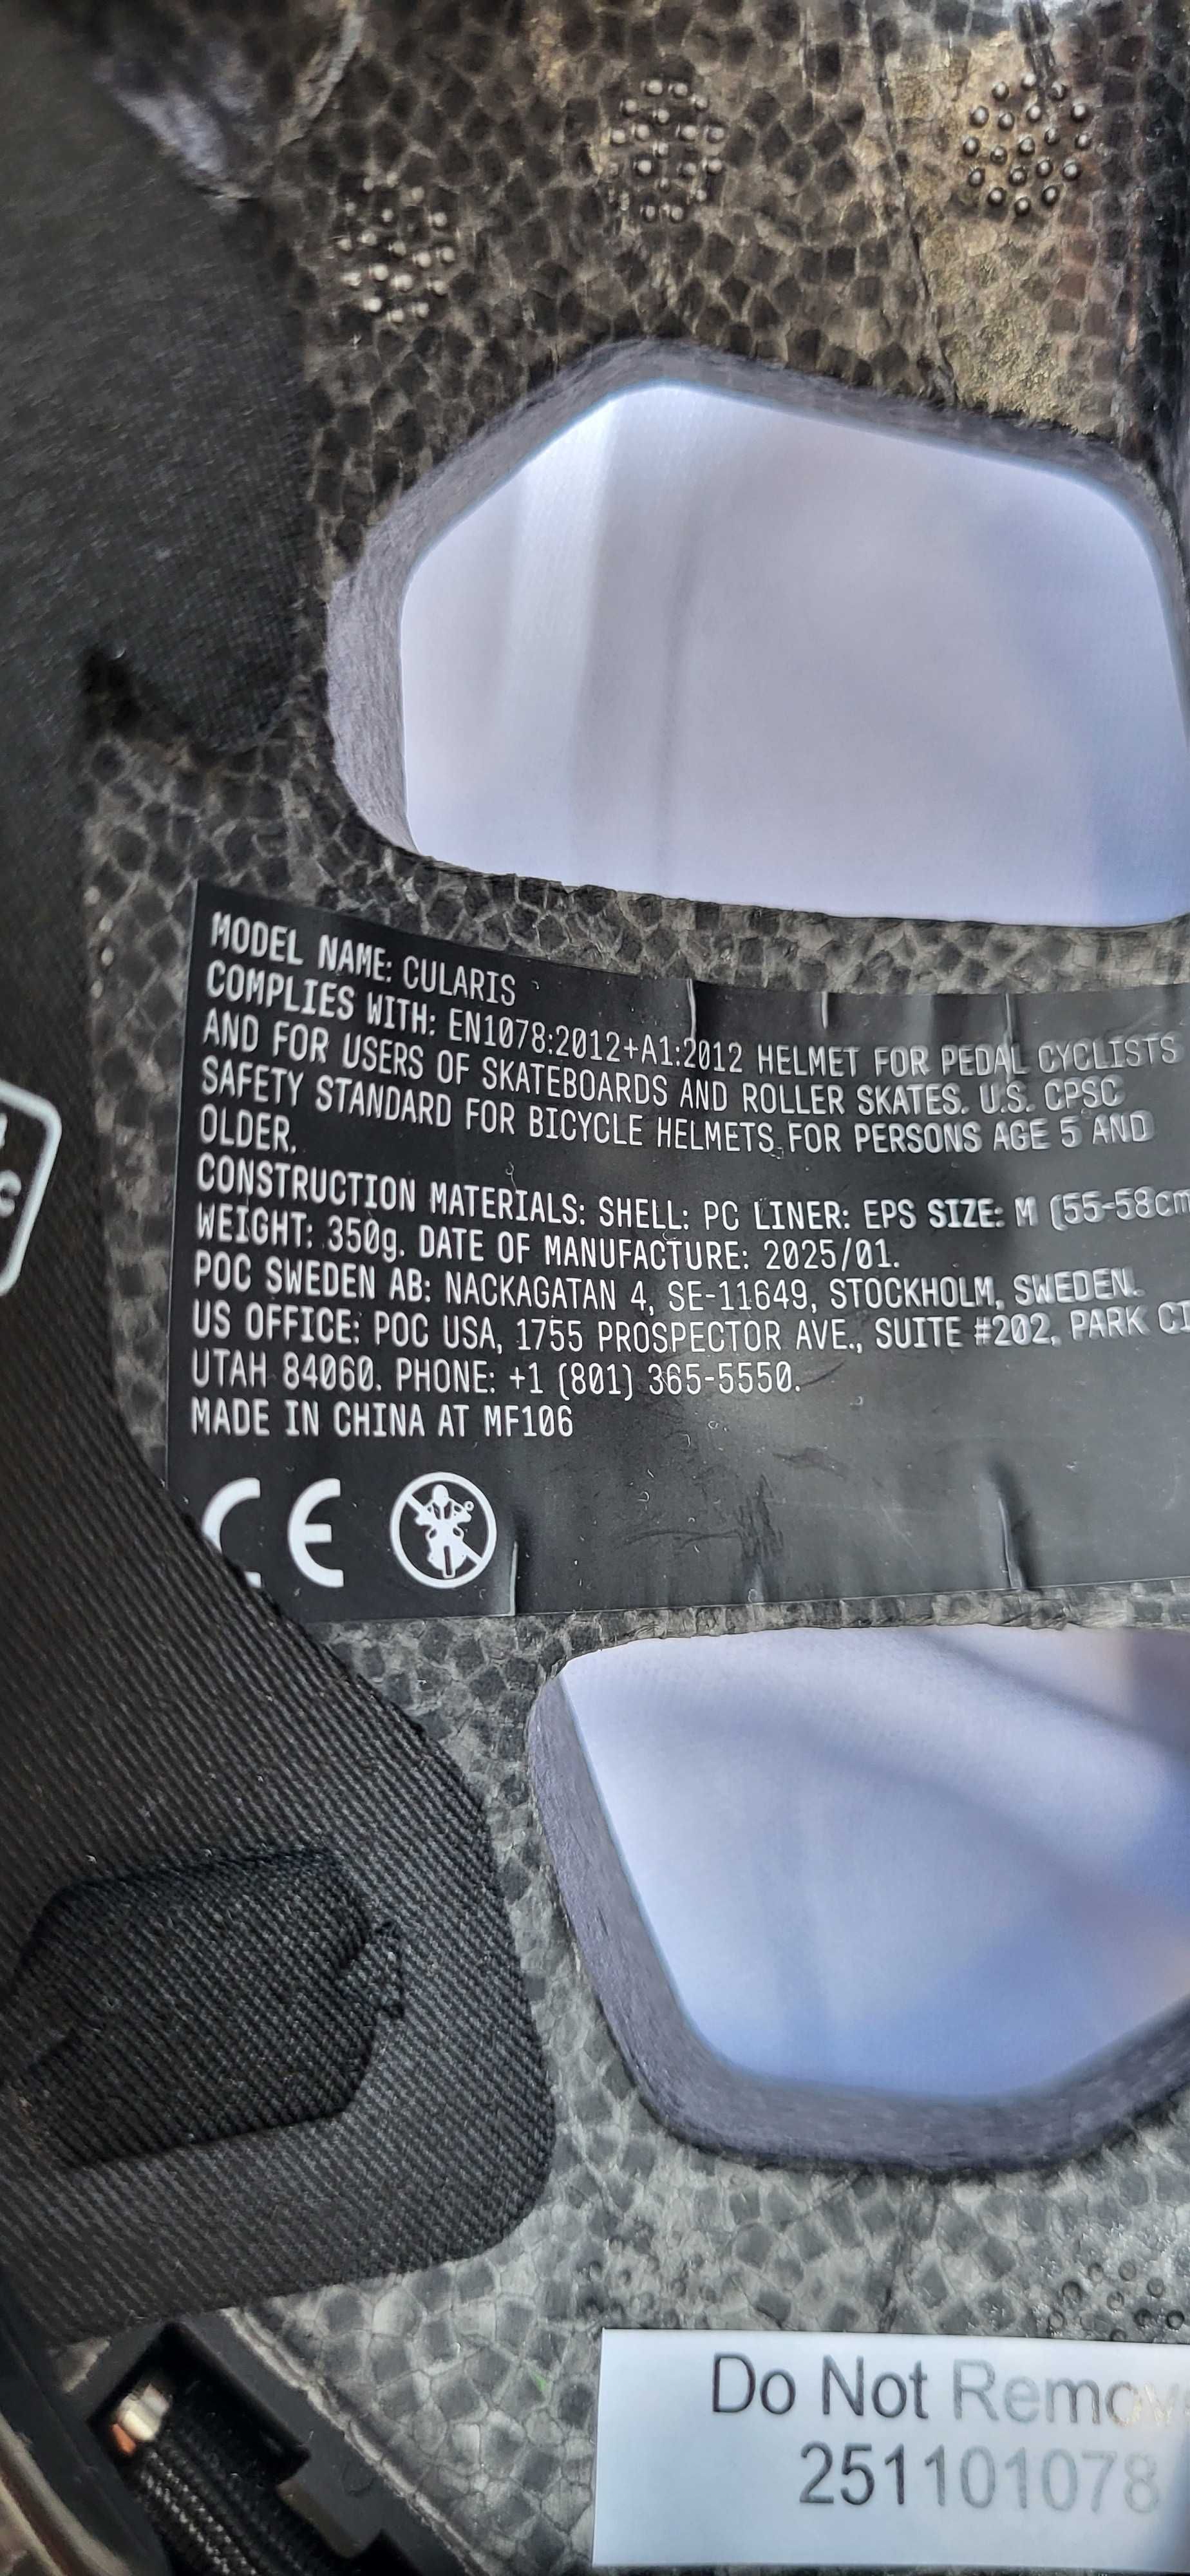 MODEL NAME: CULARIS
COMPLIES WITH: EN1078:2012+A1:2012 HELMET FOR PEDAL CYCLISTS
AND FOR USERS OF SKATEBOARDS AND ROLLER SKATES. U.S. CPSC
SAFETY STANDARD FOR BICYCLE HELMETS FOR PERSONS AGE 5 AND
OLDER.
CONSTRUCTION MATERIALS: SHELL: PC LINER: EPS SIZE: M (55-58cm
WEIGHT: 350g. DATE OF MANUFACTURE: 2025/01.
POC SWEDEN AB: NACKAGATAN 4, SE-11649, STOCKHOLM, SWEDEN.
US OFFICE: POC USA, 1755 PROSPECTOR AVE., SUITE #202, PARK
UTAH 84060. PHONE: +1 (801) 365-5550.
MADE IN CHINA AT MF106
CE
Do Not Remove
251101078